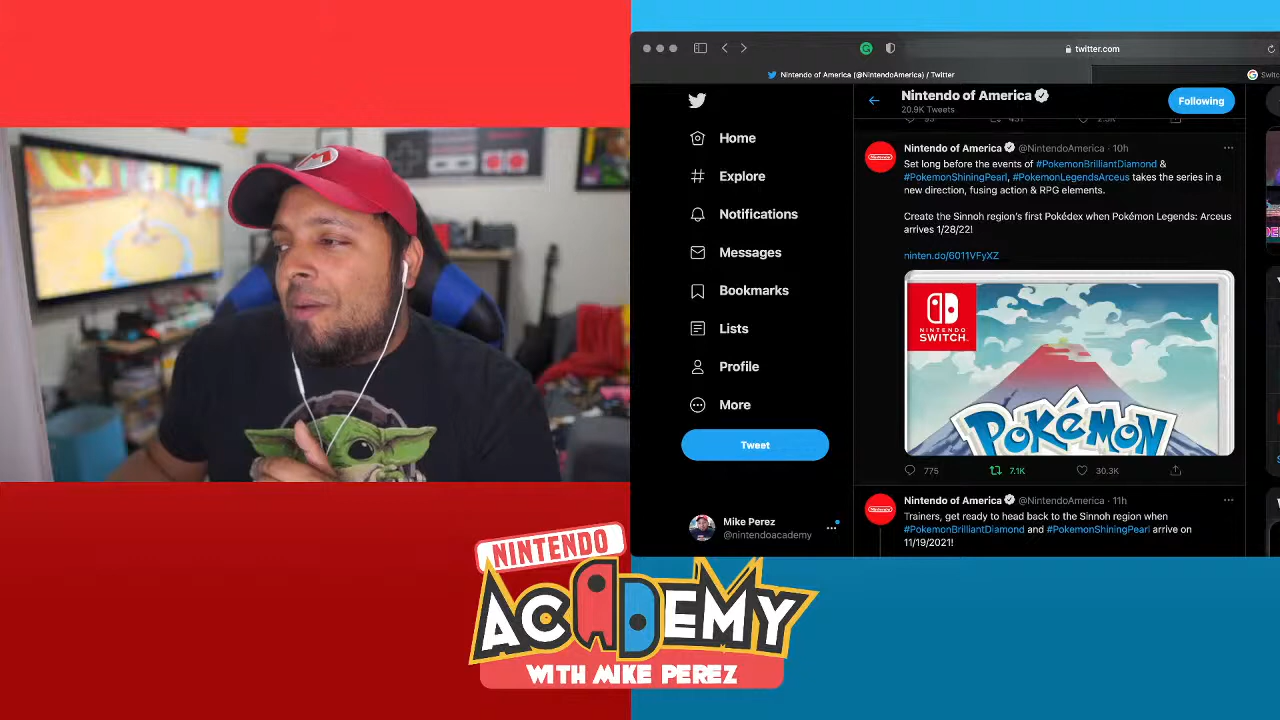 twitter.com
Nintendo of America (@NintendoAmerica) / Twitter
Nintendo of America
20.9K Tweets
Following
Home
Explore
Notifications
Messages
Bookmarks
Lists
Profile
More
Tweet
Mike Perez
@nintendoacademy
Nintendo of America @NintendoAmerica · 10h
Set long before the events of #PokemonBrilliantDiamond &
#PokemonShiningPearl, #PokemonLegendsArceus takes the series in a
new direction, fusing action & RPG elements.
Create the Sinnoh region's first Pokédex when Pokémon Legends: Arceus
arrives 1/28/22!
ninten.do/6011VFyXZ
NINTENDO
SWITCH
POKéMON
775 7.1K 30.3K
Nintendo of America @NintendoAmerica · 11h
Trainers, get ready to head back to the Sinnoh region when
#PokemonBrilliantDiamond and #PokemonShiningPearl arrive on
11/19/2021!
M
NINTENDO
ACADEMY
WITH MIKE PEREZ